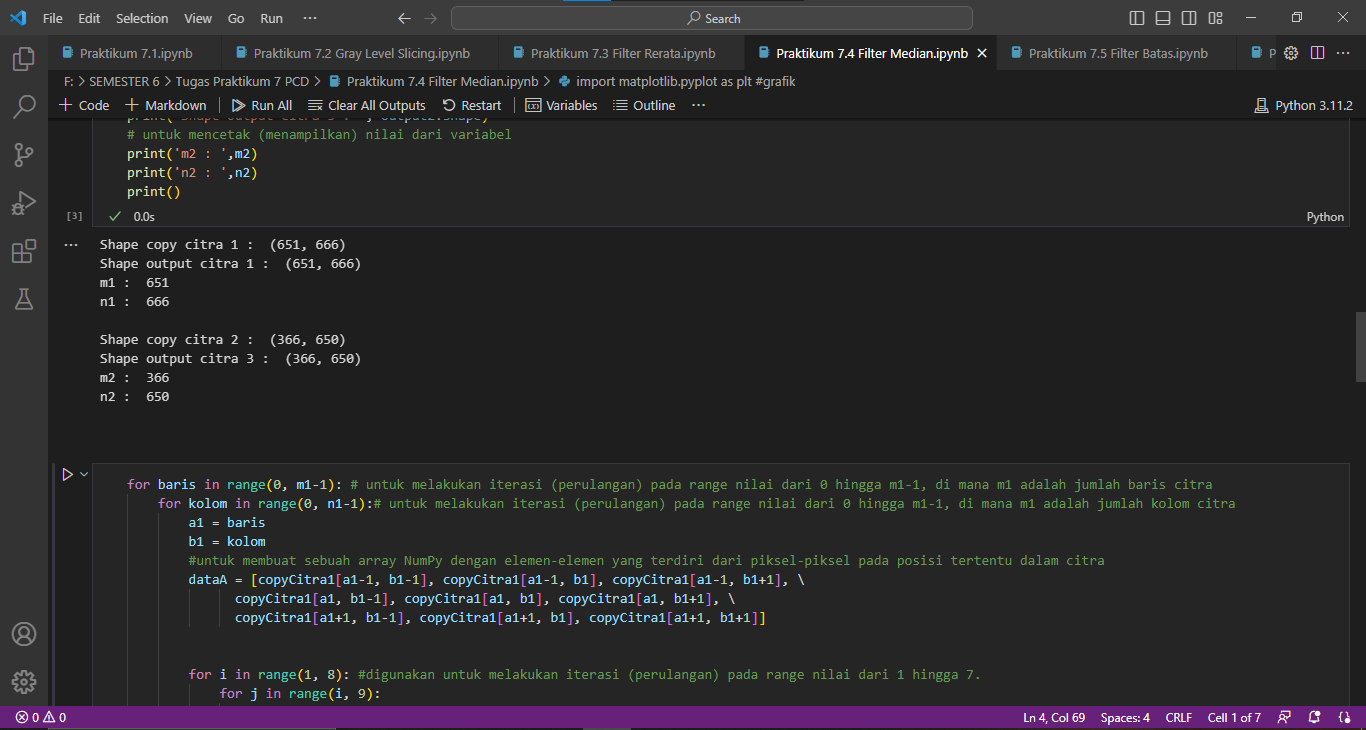 File Edit Selection View Go Run ··· Search
Praktikum 7.1.ipynb Praktikum 7.2 Gray Level Slicing.ipynb Praktikum 7.3 Filter Rerata.ipynb Praktikum 7.4 Filter Median.ipynb Praktikum 7.5 Filter Batas.ipynb P ···
F: > SEMESTER 6 > Tugas Praktikum 7 PCD > Praktikum 7.4 Filter Median.ipynb > import matplotlib.pyplot as plt #grafik
+ Code + Markdown | Run All Clear All Outputs Restart | Variables Outline ··· Python 3.11.2
# untuk mencetak (menampilkan) nilai dari variabel
print('m2 : ',m2)
print('n2 : ',n2)
print()
[3] ✓ 0.0s Python
··· Shape copy citra 1 :  (651, 666)
Shape output citra 1 :  (651, 666)
m1 :  651
n1 :  666
Shape copy citra 2 :  (366, 650)
Shape output citra 3 :  (366, 650)
m2 :  366
n2 :  650
for baris in range(0, m1-1): # untuk melakukan iterasi (perulangan) pada range nilai dari 0 hingga m1-1, di mana m1 adalah jumlah baris citra
for kolom in range(0, n1-1):# untuk melakukan iterasi (perulangan) pada range nilai dari 0 hingga m1-1, di mana m1 adalah jumlah kolom citra
a1 = baris
b1 = kolom
#untuk membuat sebuah array NumPy dengan elemen-elemen yang terdiri dari piksel-piksel pada posisi tertentu dalam citra
dataA = [copyCitra1[a1-1, b1-1], copyCitra1[a1-1, b1], copyCitra1[a1-1, b1+1], \
copyCitra1[a1, b1-1], copyCitra1[a1, b1], copyCitra1[a1, b1+1], \
copyCitra1[a1+1, b1-1], copyCitra1[a1+1, b1], copyCitra1[a1+1, b1+1]]
for i in range(1, 8): #digunakan untuk melakukan iterasi (perulangan) pada range nilai dari 1 hingga 7.
for j in range(i, 9):
0 0 Ln 4, Col 69 Spaces: 4 CRLF Cell 1 of 7